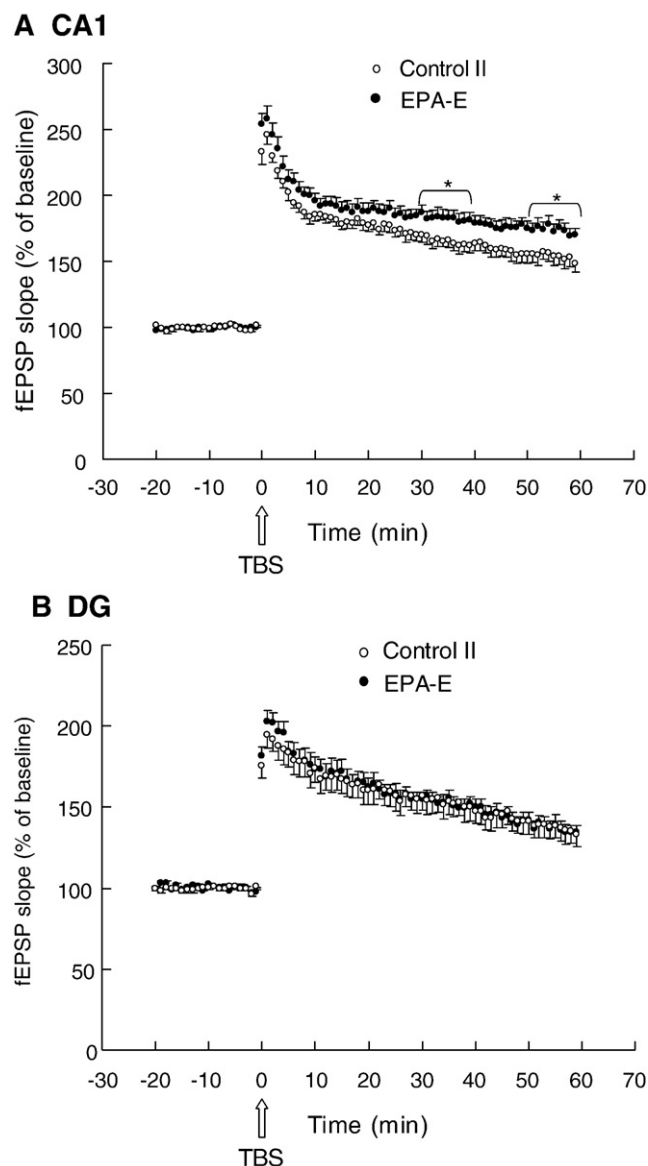 A CA1
300
Control II
EPA-E
250
*
*
200
150
100
50
0
fEPSP slope (% of baseline)
-30 -20 -10 0 10 20 30 40 50 60 70
Time (min)
TBS
B DG
250
Control II
EPA-E
200
150
100
50
0
fEPSP slope (% of baseline)
-30 -20 -10 0 10 20 30 40 50 60 70
Time (min)
TBS